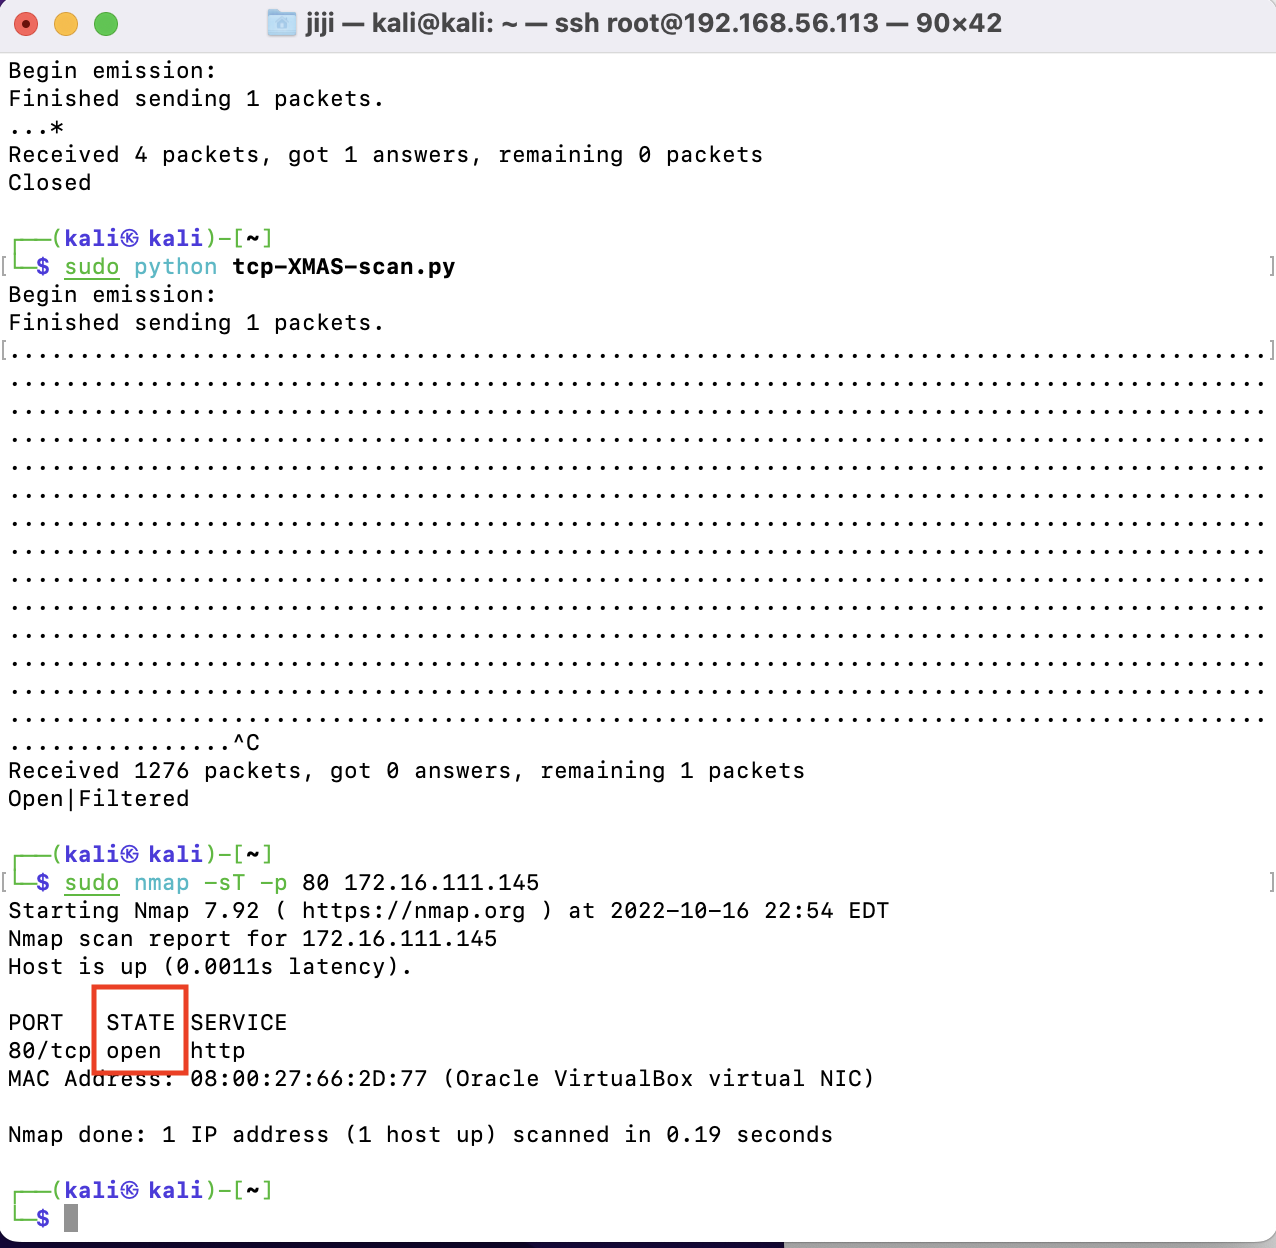 jiji — kali@kali: ~ — ssh root@192.168.56.113 — 90×42
Begin emission:
Finished sending 1 packets.
...*
Received 4 packets, got 1 answers, remaining 0 packets
Closed
┌──(kali㉿kali)-[~]
└─$ sudo python tcp-XMAS-scan.py
Begin emission:
Finished sending 1 packets.
..........................................................................................
..........................................................................................
..........................................................................................
..........................................................................................
..........................................................................................
..........................................................................................
..........................................................................................
..........................................................................................
..........................................................................................
..........................................................................................
..........................................................................................
..........................................................................................
..........................................................................................
..........................................................................................
................^C
Received 1276 packets, got 0 answers, remaining 1 packets
Open|Filtered
┌──(kali㉿kali)-[~]
└─$ sudo nmap -sT -p 80 172.16.111.145
Starting Nmap 7.92 ( https://nmap.org ) at 2022-10-16 22:54 EDT
Nmap scan report for 172.16.111.145
Host is up (0.0011s latency).
PORT   STATE SERVICE
80/tcp open  http
MAC Address: 08:00:27:66:2D:77 (Oracle VirtualBox virtual NIC)
Nmap done: 1 IP address (1 host up) scanned in 0.19 seconds
┌──(kali㉿kali)-[~]
└─$